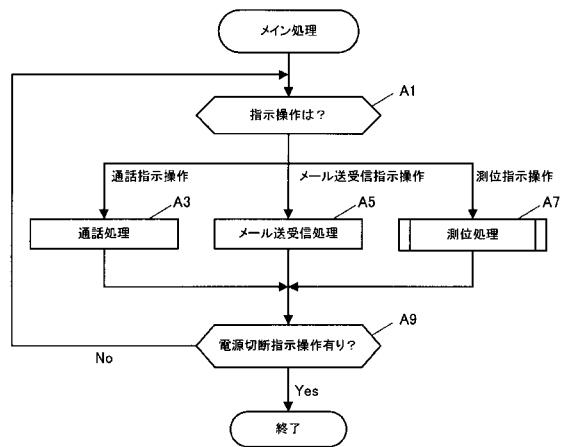 メイン処理
A1
指示操作は？
通話指示操作
メール送受信指示操作
測位指示操作
A3
A5
A7
通話処理
メール送受信処理
測位処理
A9
電源切断指示操作有り？
No
Yes
終了